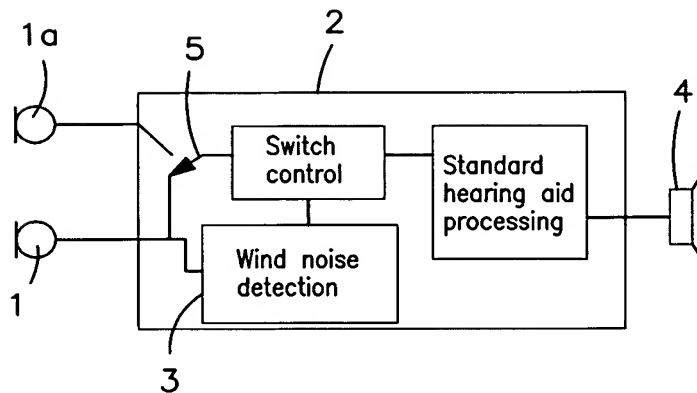 1a
5
2
4
Switch
control
Standard
hearing aid
processing
Wind noise
detection
1
3